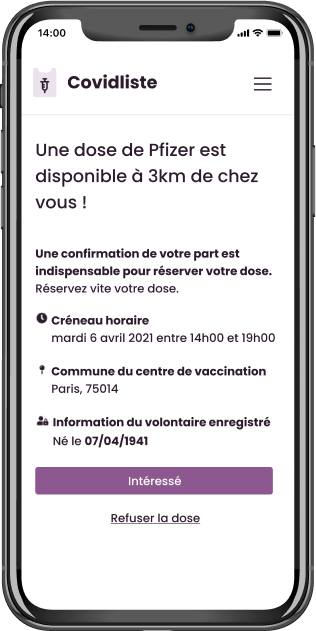 14:00
Covidliste
Une dose de Pfizer est
disponible à 3km de chez
vous !
Une confirmation de votre part est
indispensable pour réserver votre dose.
Réservez vite votre dose.
Créneau horaire
mardi 6 avril 2021 entre 14h00 et 19h00
Commune du centre de vaccination
Paris, 75014
Information du volontaire enregistré
Né le 07/04/1941
Intéressé
Refuser la dose